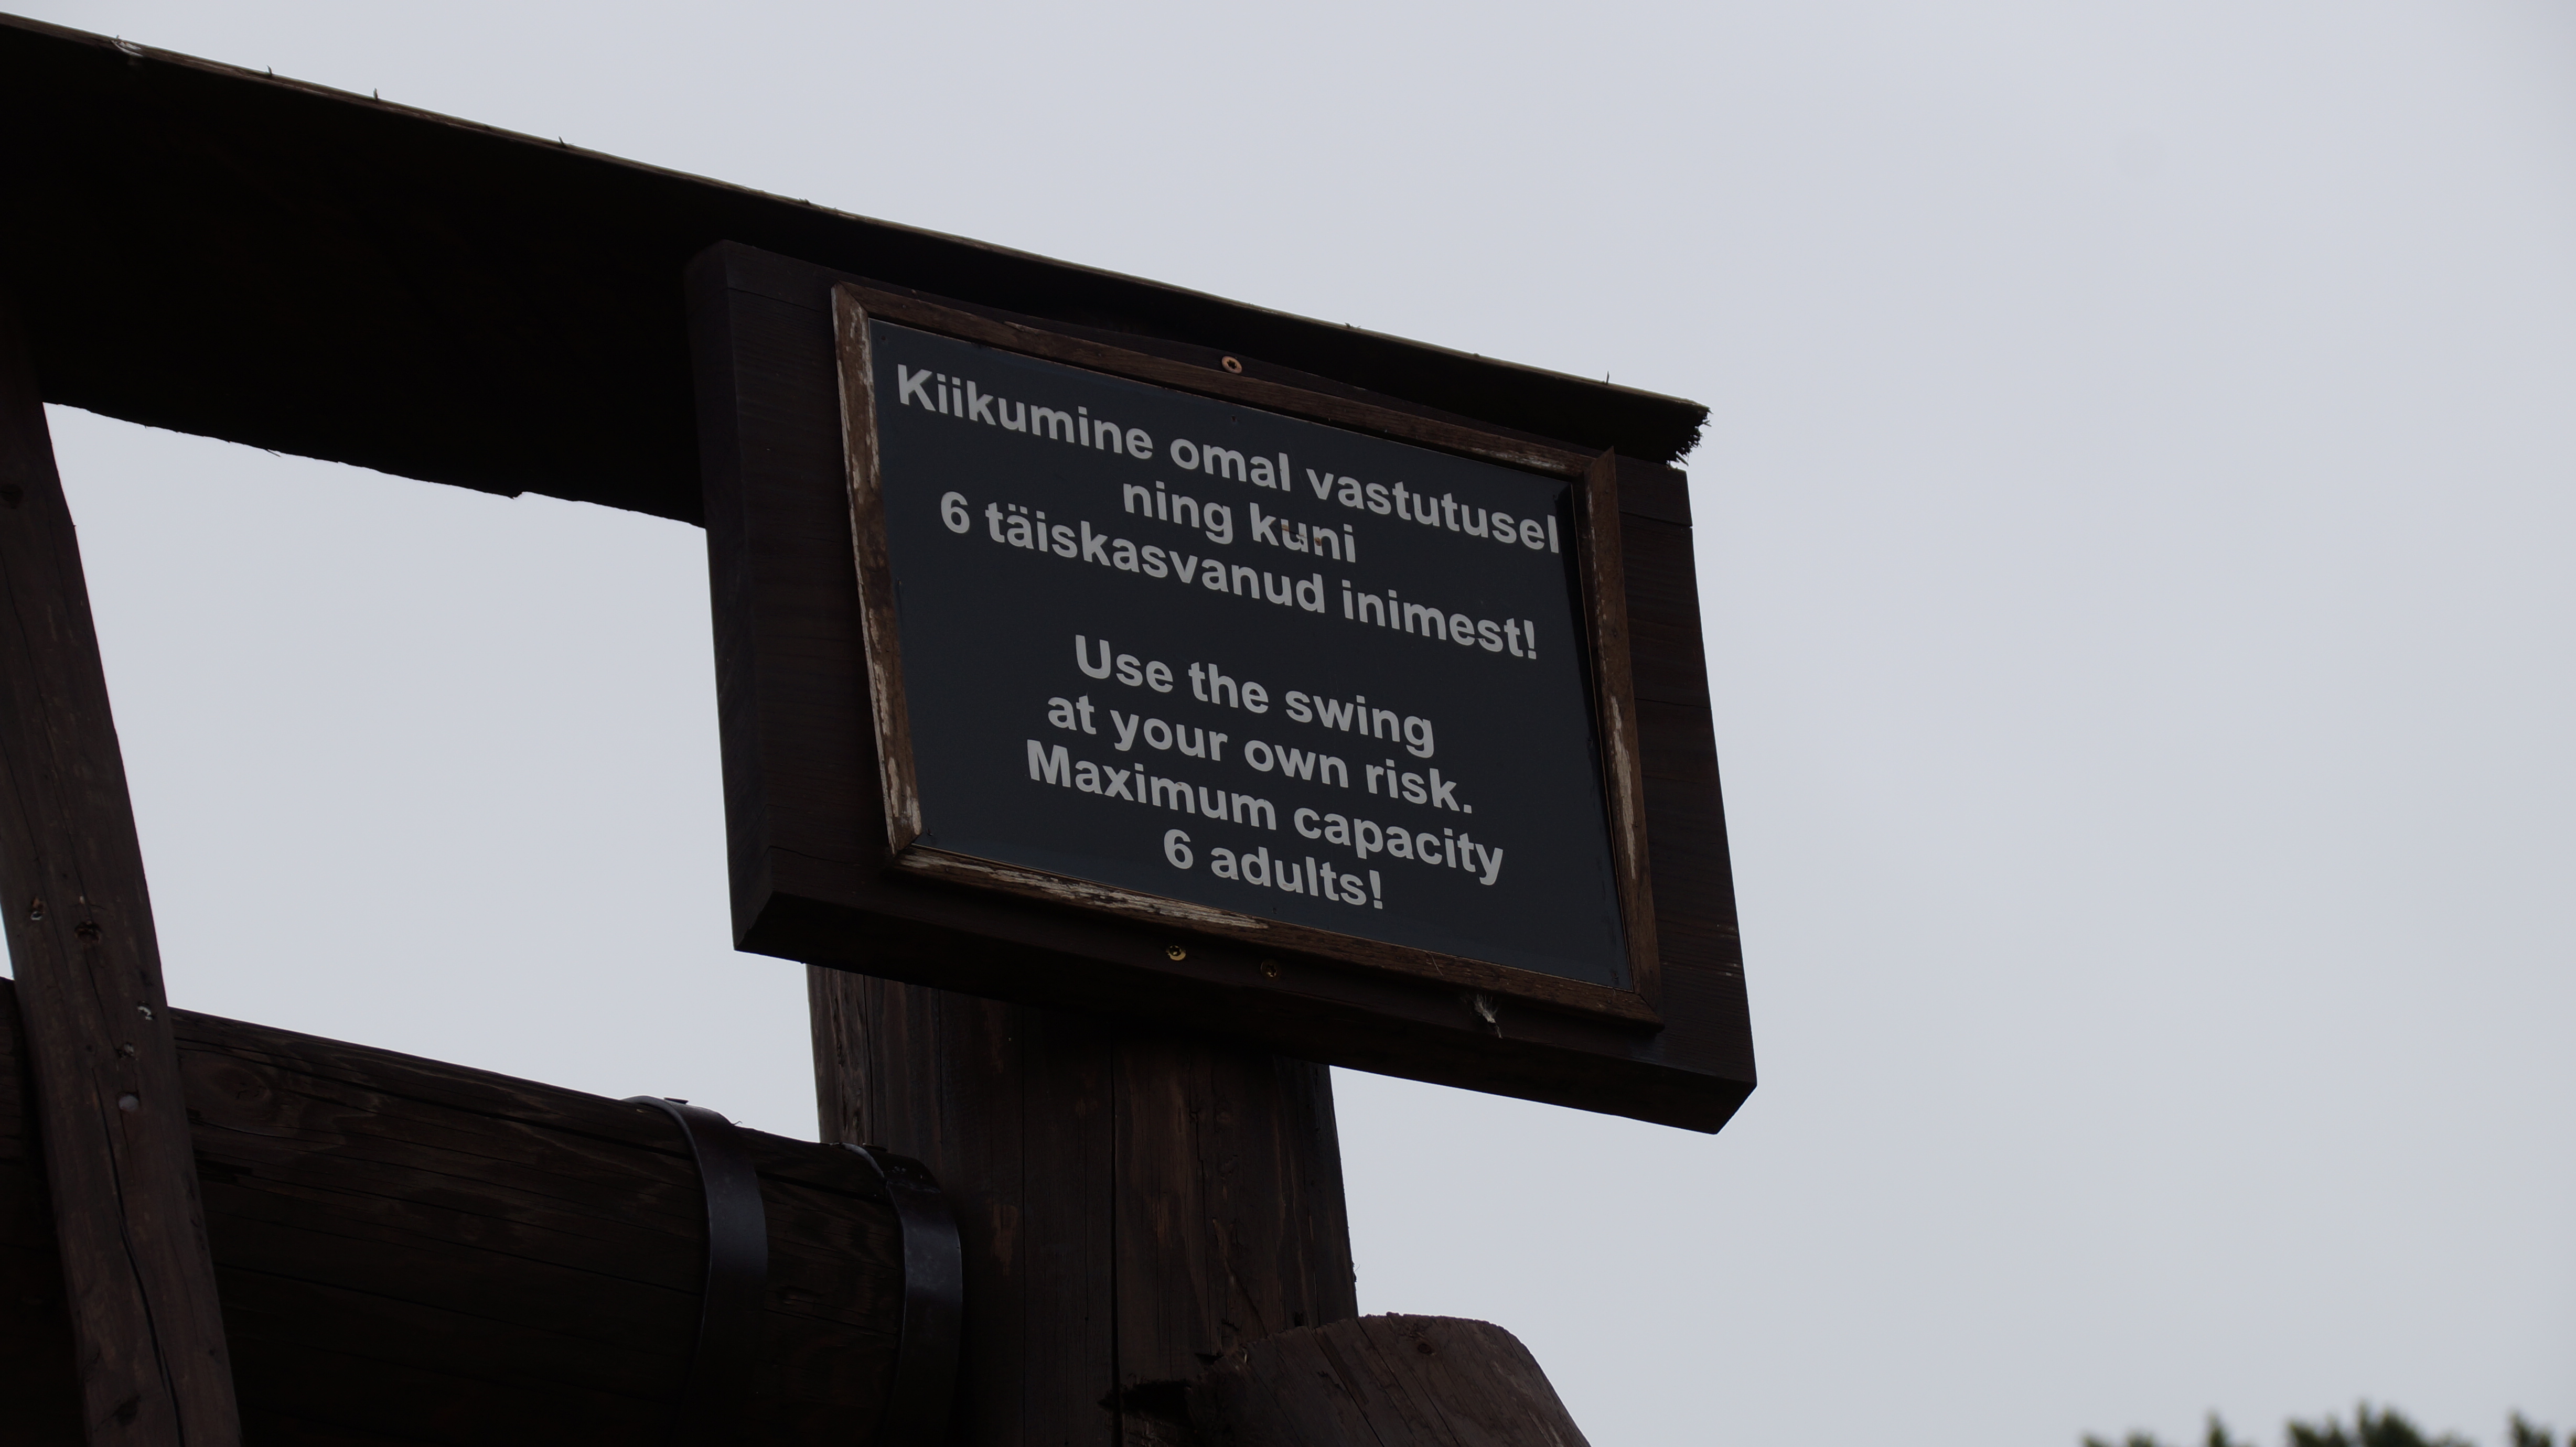 Kiikumine omal vastutusel
ning kuni
6 täiskasvanud inimest!
Use the swing
at your own risk.
Maximum capacity
6 adults!